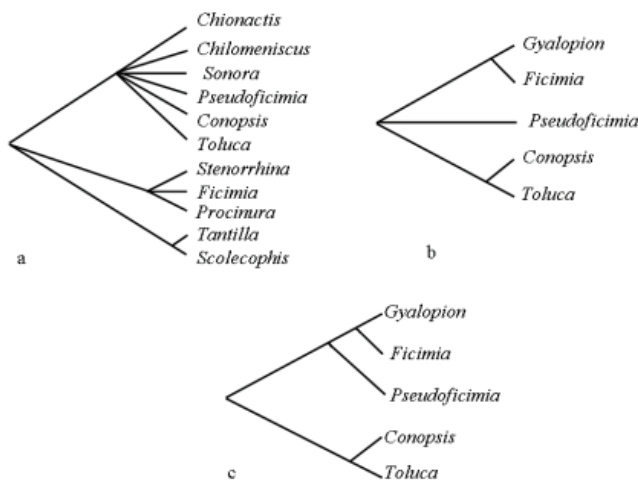 Chionactis
Chilomeniscus
Sonora
Pseudoficimia
Conopsis
Toluca
Stenorrhina
Ficimia
Procinura
Tantilla
Scolecophis
a
Gyalopion
Ficimia
Pseudoficimia
Conopsis
Toluca
b
Gyalopion
Ficimia
Pseudoficimia
Conopsis
Toluca
c